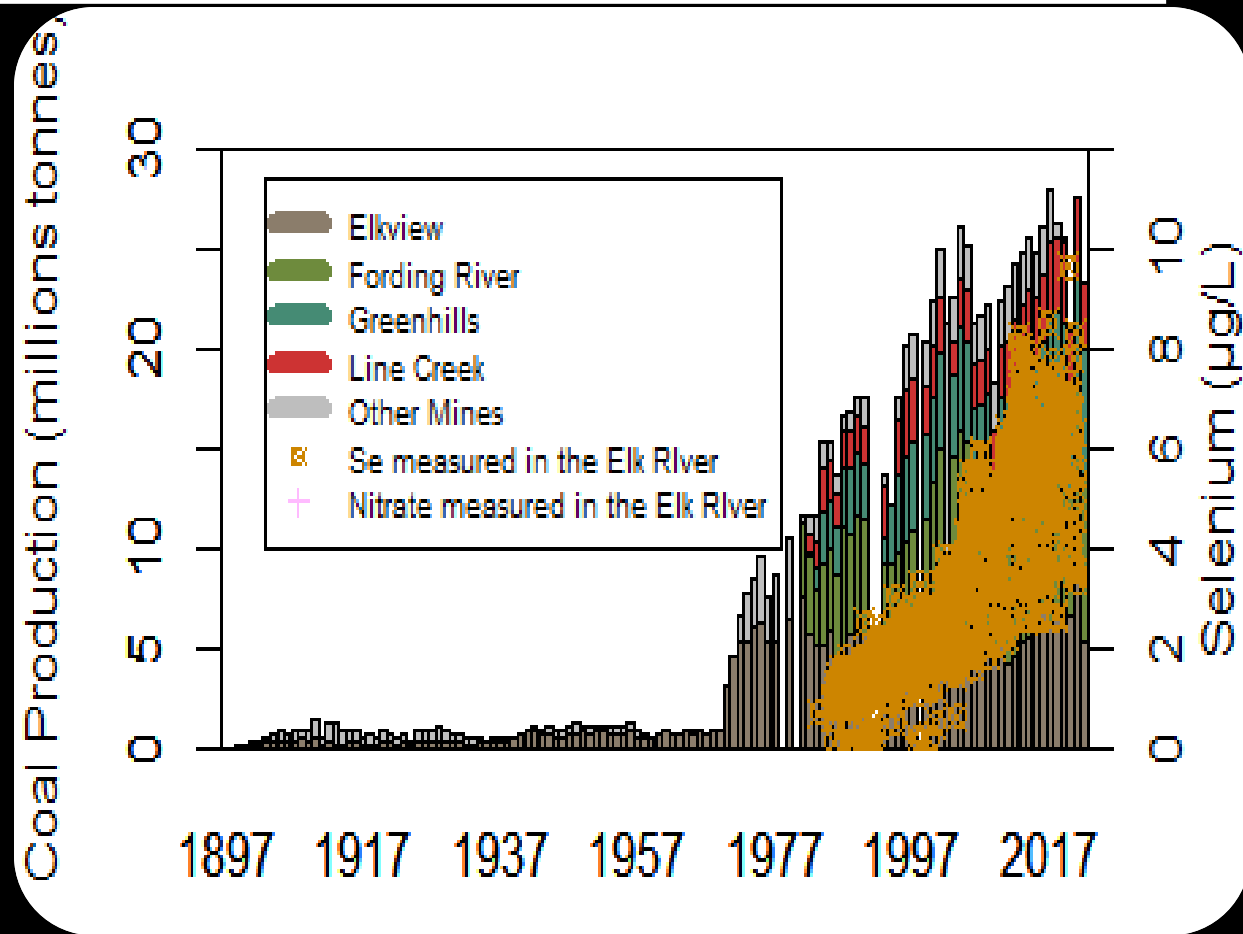 Coal Production (millions tonnes)
30
20
10
5
0
Elkview
Fording River
Greenhills
Line Creek
Other Mines
Se measured in the Elk RIver
Nitrate measured in the Elk RIver
10
8
6
4
2
0
Selenium (µg/L)
1897 1917 1937 1957 1977 1997 2017